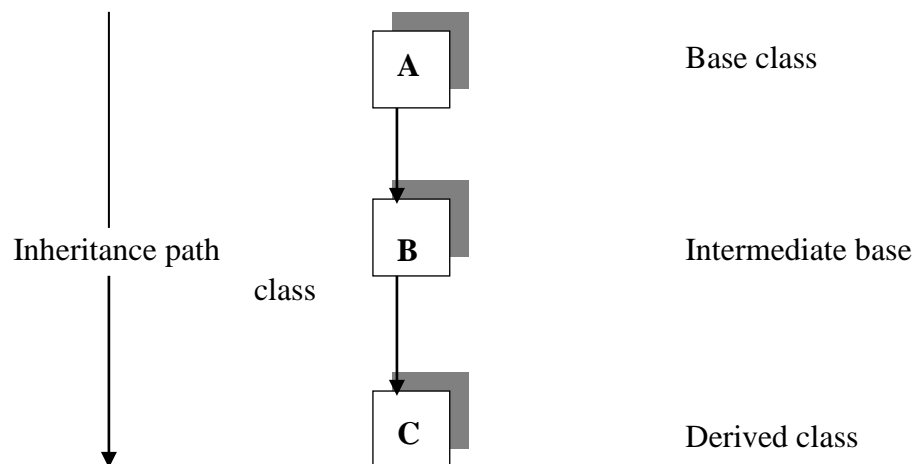 A Base class
Inheritance path B Intermediate base
class
C Derived class